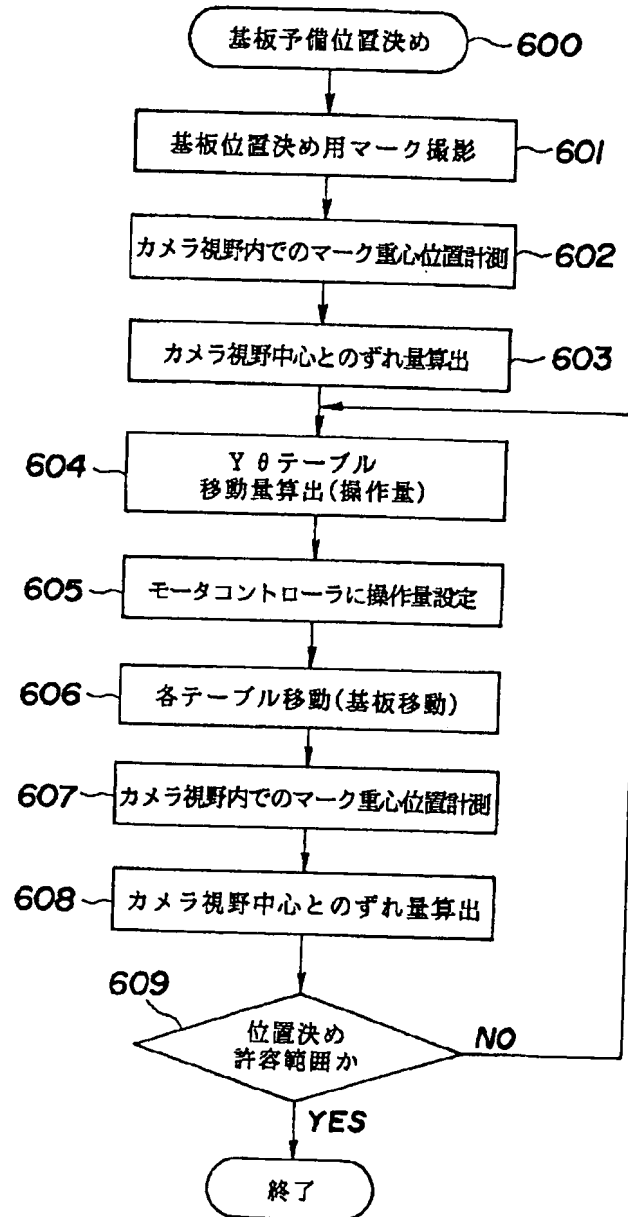 基板予備位置決め 600
基板位置決め用マーク撮影 601
カメラ視野内でのマーク重心位置計測 602
カメラ視野中心とのずれ量算出 603
604 Yθテーブル
移動量算出(操作量)
605 モータコントローラに操作量設定
606 各テーブル移動(基板移動)
607 カメラ視野内でのマーク重心位置計測
608 カメラ視野中心とのずれ量算出
609
位置決め
許容範囲か
NO
YES
終了